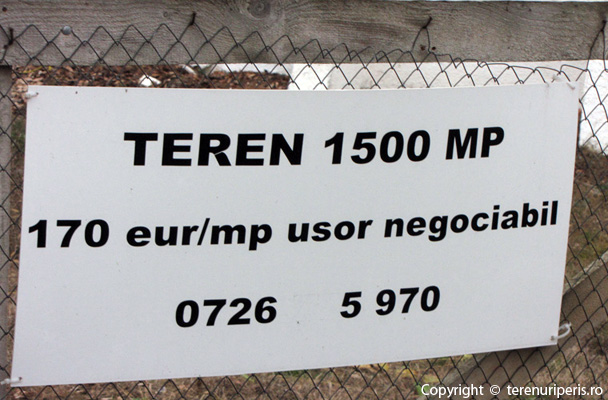 TEREN 1500 MP
170 eur/mp usor negociabil
0726 5 970
Copyright © terenuriperis.ro